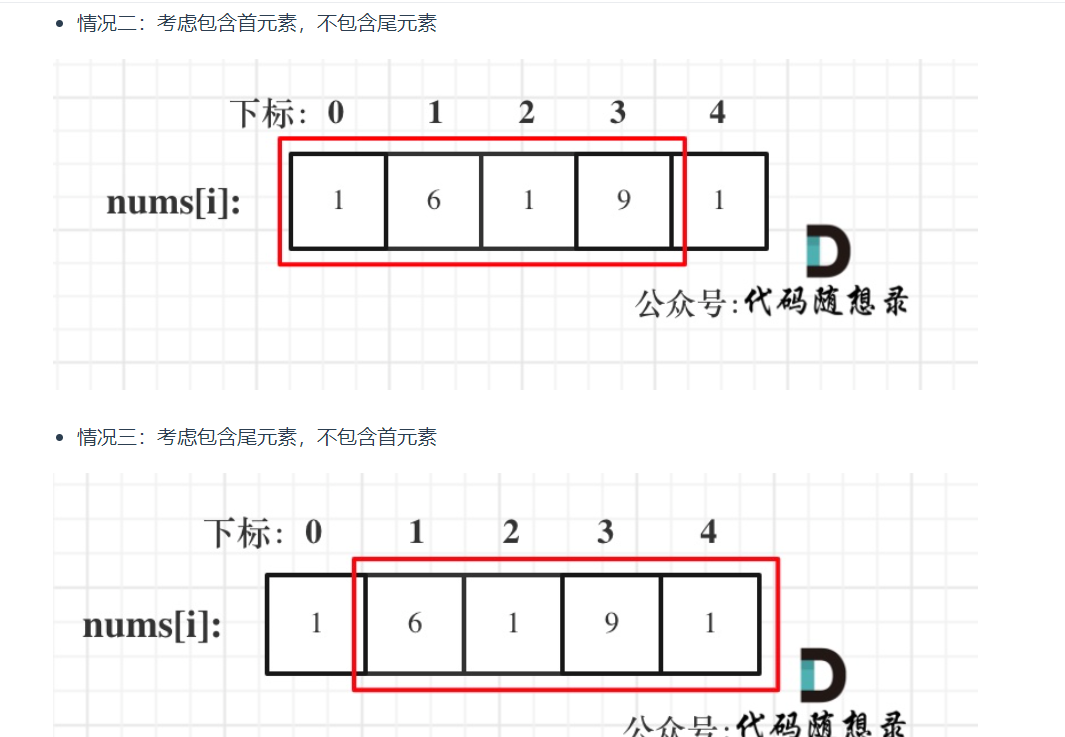 情况二：考虑包含首元素，不包含尾元素
下标：0 1 2 3 4
nums[i]: 1 6 1 9 1
公众号:代码随想录
情况三：考虑包含尾元素，不包含首元素
下标：0 1 2 3 4
nums[i]: 1 6 1 9 1
公众号:代码随想录